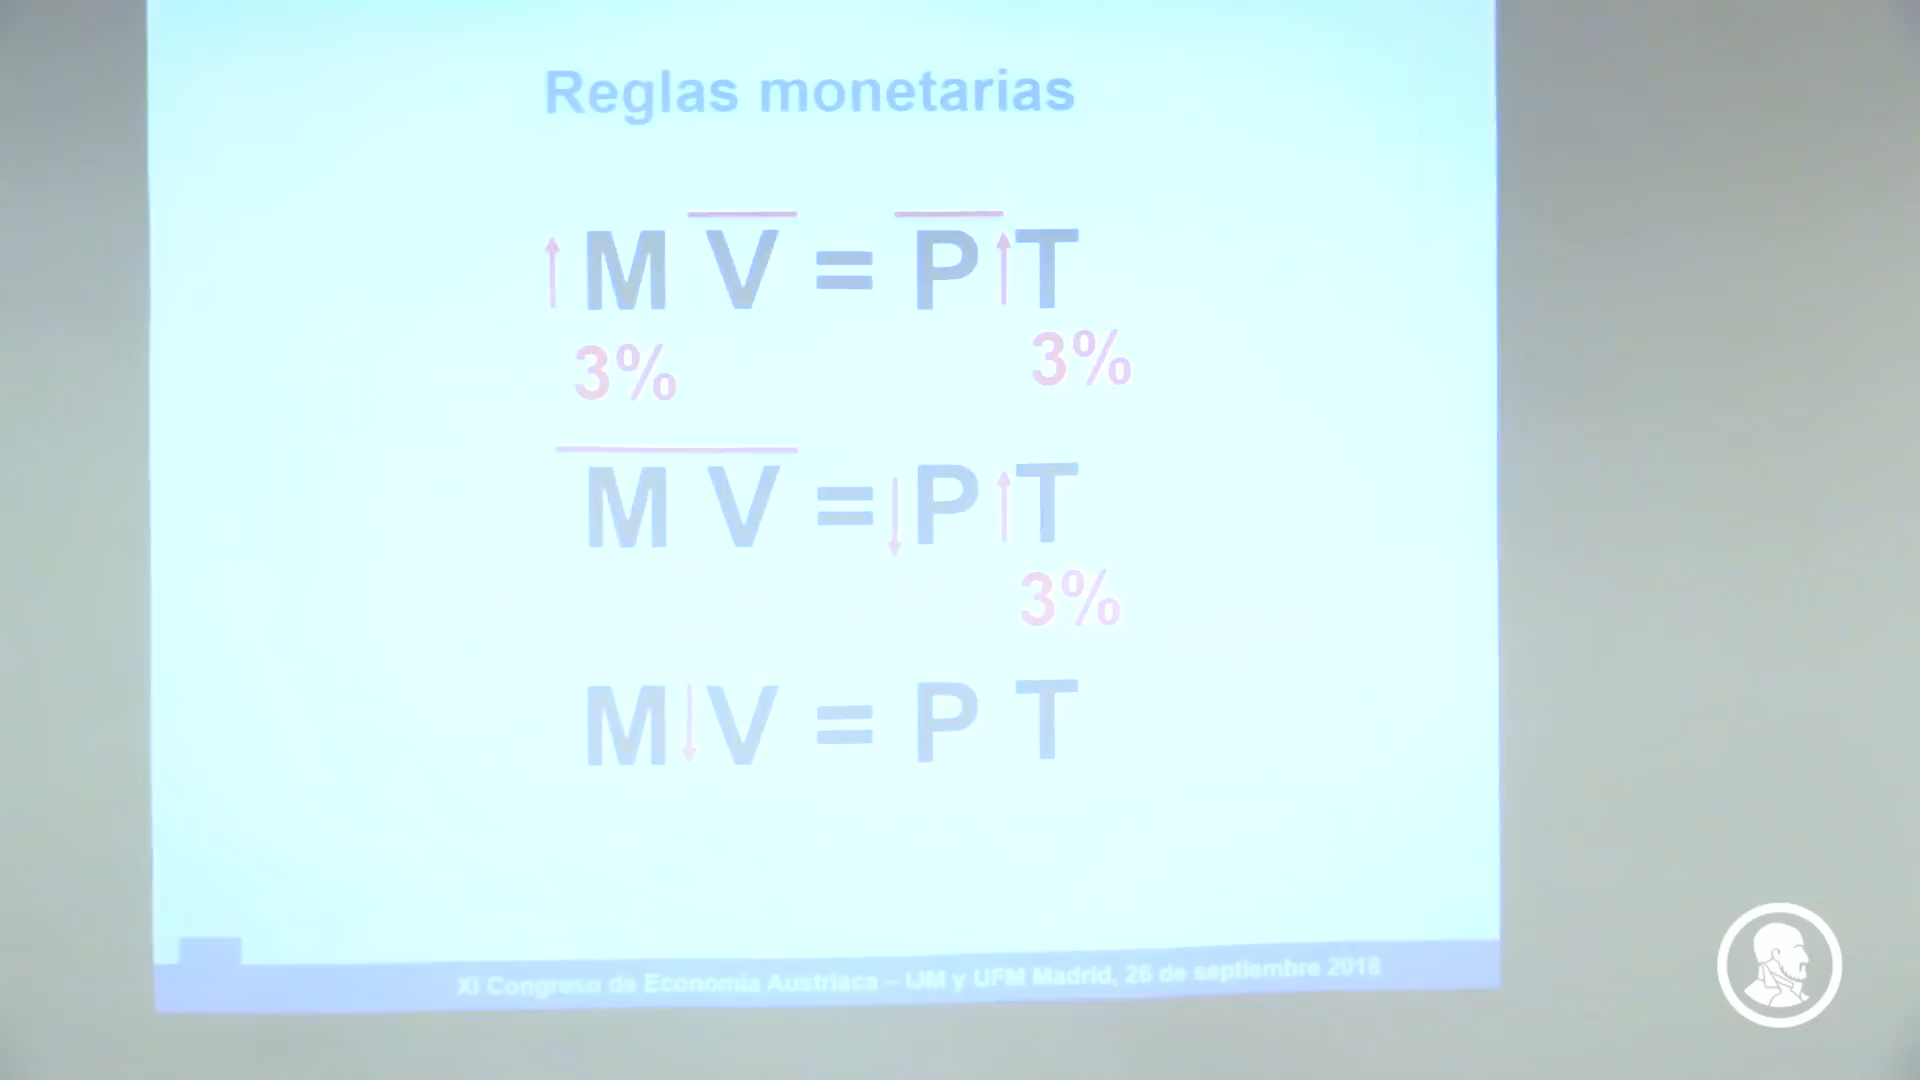 Reglas monetarias
↑ M V = P ↑ T
3% 3%
M V = ↓ P ↑ T
3%
M ↓ V = P T
XI Congreso de Economía Austriaca – IJM y UFM Madrid, 26 de septiembre 2018